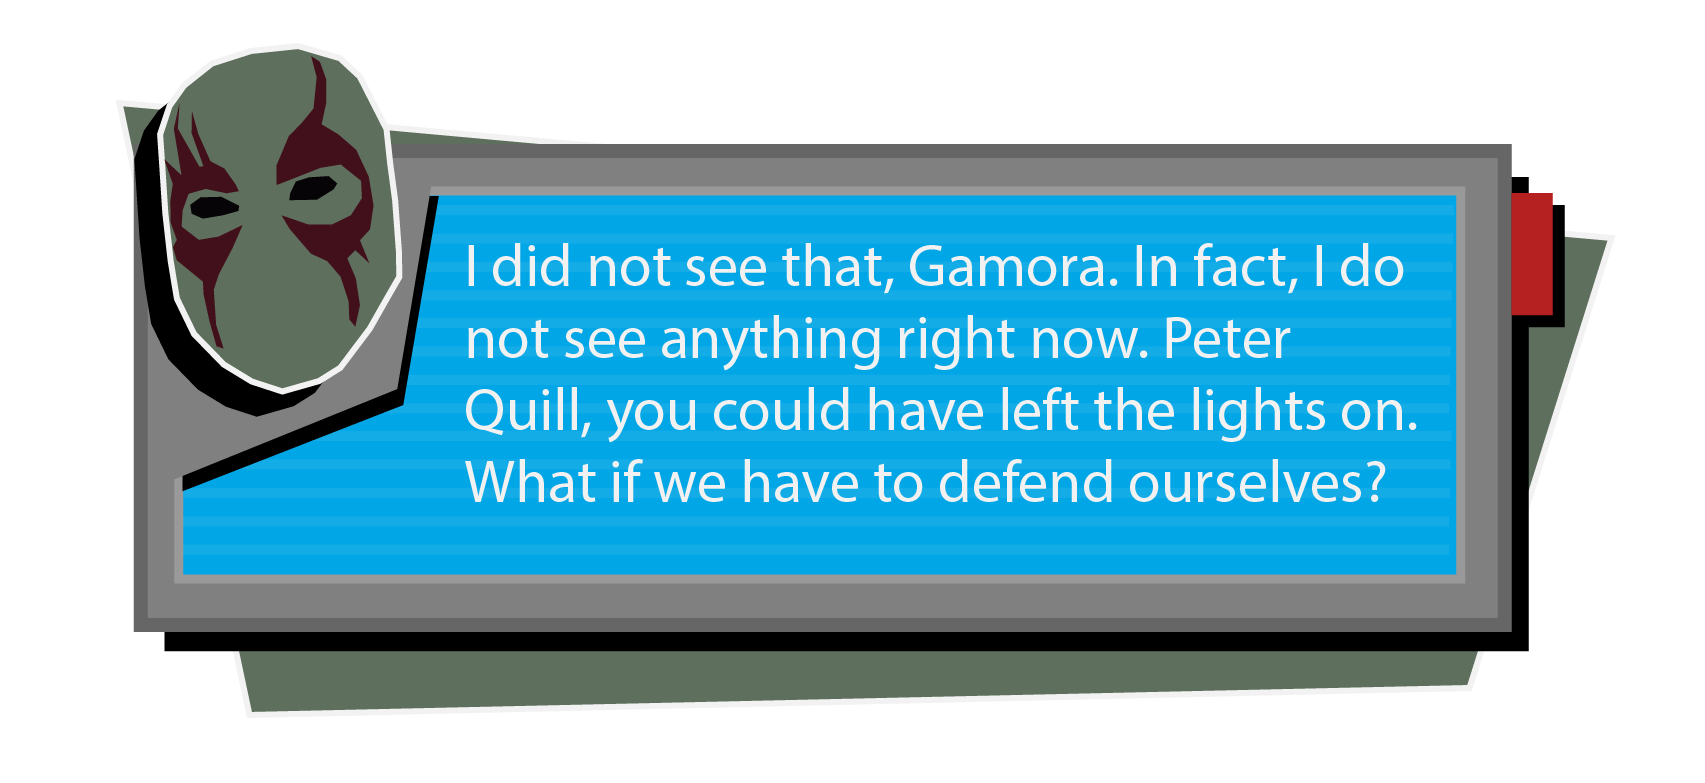 I did not see that, Gamora. In fact, I do
not see anything right now. Peter
Quill, you could have left the lights on.
What if we have to defend ourselves?